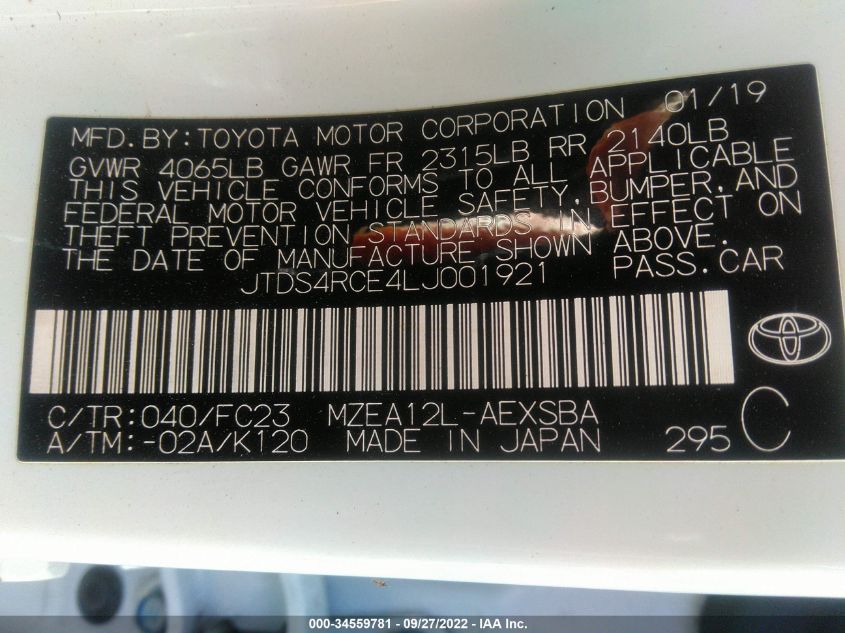 MFD.BY:TOYOTA MOTOR CORPORATION 01/19
GVWR 4065LB GAWR FR 2315LB RR 2140LB
THIS VEHICLE CONFORMS TO ALL APPLICABLE
FEDERAL MOTOR VEHICLE SAFETY,BUMPER,AND
THEFT PREVENTION STANDARDS IN EFFECT ON
THE DATE OF MANUFACTURE SHOWN ABOVE.
JTDS4RCE4LJ001921 PASS.CAR
C/TR:040/FC23 MZEA12L-AEXSBA
A/TM:-02A/K120 MADE IN JAPAN 295 C
000-34559781 - 09/27/2022 - IAA Inc.